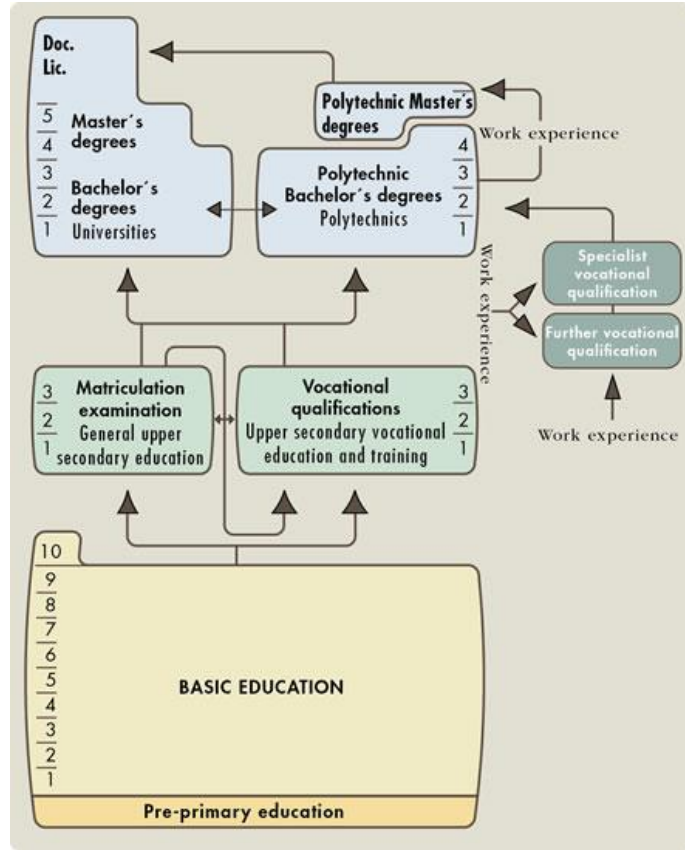 Doc.
Lic.
5
4
3
2
1
Master´s
degrees
Bachelor´s
degrees
Universities
Polytechnic Master´s
degrees
Work experience
Polytechnic
Bachelor´s degrees
Polytechnics
4
3
2
1
Work experience
Specialist
vocational
qualification
Further vocational
qualification
Work experience
3
2
1
Matriculation
examination
General upper
secondary education
Vocational
qualifications
Upper secondary vocational
education and training
3
2
1
10
9
8
7
6
5
4
3
2
1
BASIC EDUCATION
Pre-primary education